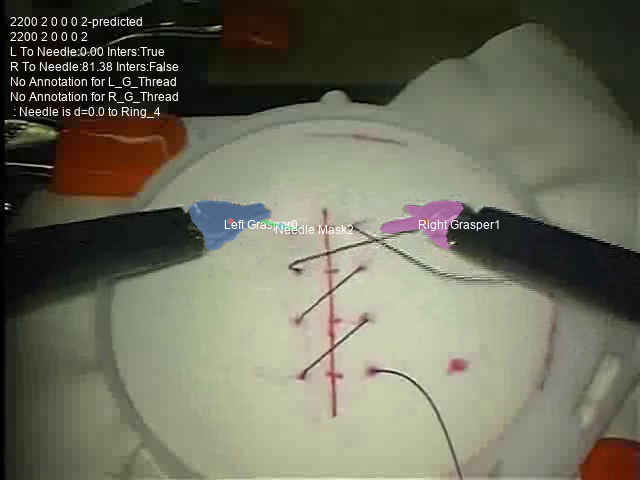 2200 2 0 0 0 2-predicted
2200 2 0 0 0 2
L To Needle:0.00 Inters:True
R To Needle:81.38 Inters:False
No Annotation for L_G_Thread
No Annotation for R_G_Thread
: Needle is d=0.0 to Ring_4
Left Grasper0
Needle Mask2
Right Grasper1